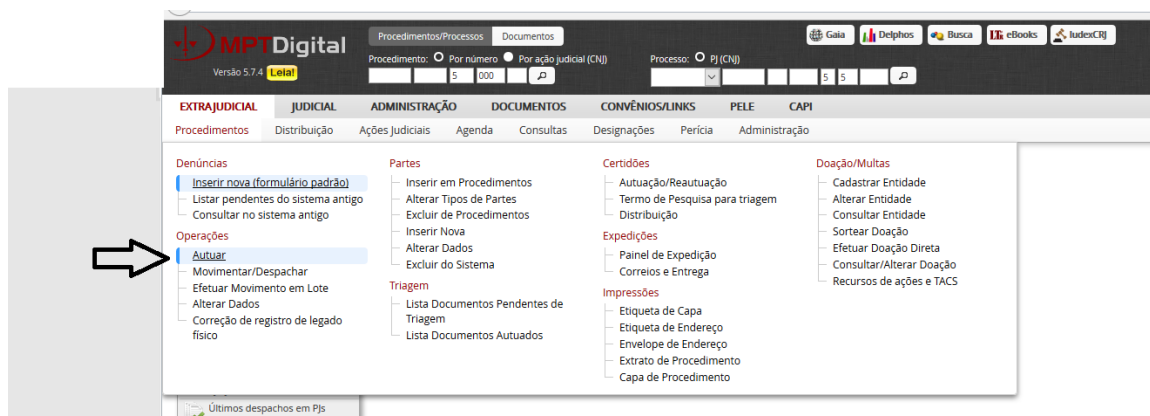 MPTDigital
Versão 5.7.4 Leia!
Procedimentos/Processos Documentos
Procedimento: Por número Por ação judicial (CNJ)
5 000
Processo: PJ (CNJ)
5 5
Gaia Delphos Busca eBooks IudexCRJ
EXTRAJUDICIAL JUDICIAL ADMINISTRAÇÃO DOCUMENTOS CONVÊNIOS/LINKS PELE CAPI
Procedimentos Distribuição Ações Judiciais Agenda Consultas Designações Perícia Administração
Denúncias
Inserir nova (formulário padrão)
Listar pendentes do sistema antigo
Consultar no sistema antigo
Operações
Autuar
Movimentar/Despachar
Efetuar Movimento em Lote
Alterar Dados
Correção de registro de legado
físico
Partes
Inserir em Procedimentos
Alterar Tipos de Partes
Excluir de Procedimentos
Inserir Nova
Alterar Dados
Excluir do Sistema
Triagem
Lista Documentos Pendentes de
Triagem
Lista Documentos Autuados
Certidões
Autuação/Reautuação
Termo de Pesquisa para triagem
Distribuição
Expedições
Painel de Expedição
Correios e Entrega
Impressões
Etiqueta de Capa
Etiqueta de Endereço
Envelope de Endereço
Extrato de Procedimento
Capa de Procedimento
Doação/Multas
Cadastrar Entidade
Alterar Entidade
Consultar Entidade
Sortear Doação
Efetuar Doação Direta
Consultar/Alterar Doação
Recursos de ações e TACS
Últimos despachos em PJs